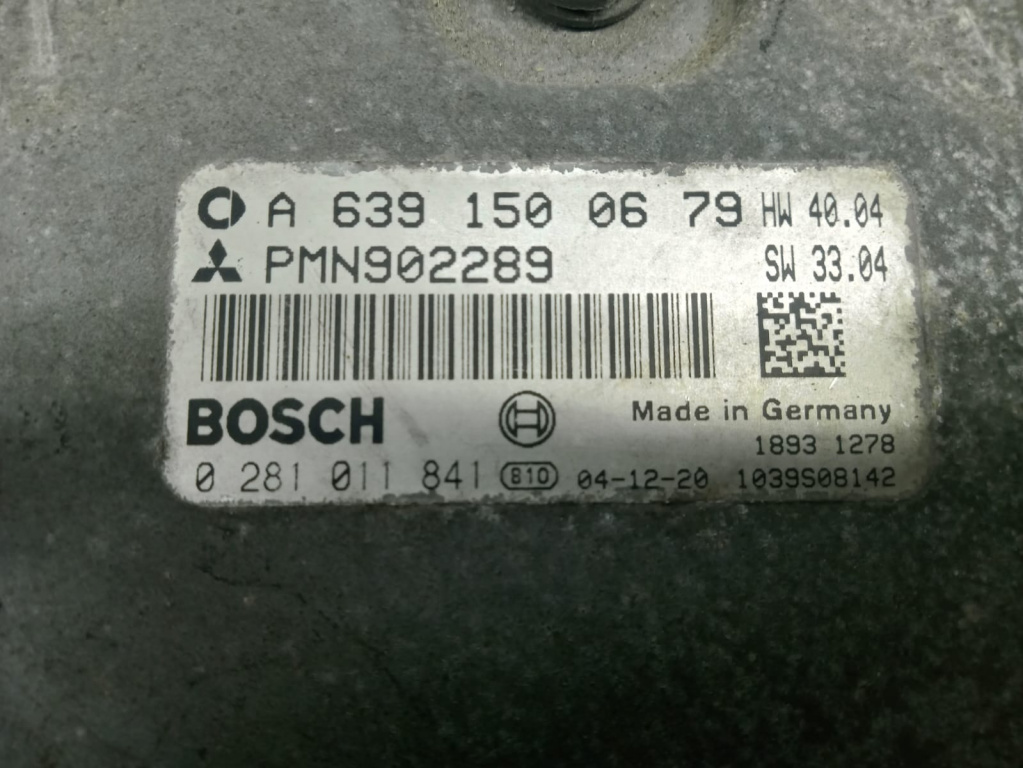 A 639 150 06 79 HW 40.04
PMN902289 SW 33.04
BOSCH Made in Germany
1893 1278
0 281 011 841 810 04-12-20 1039S08142